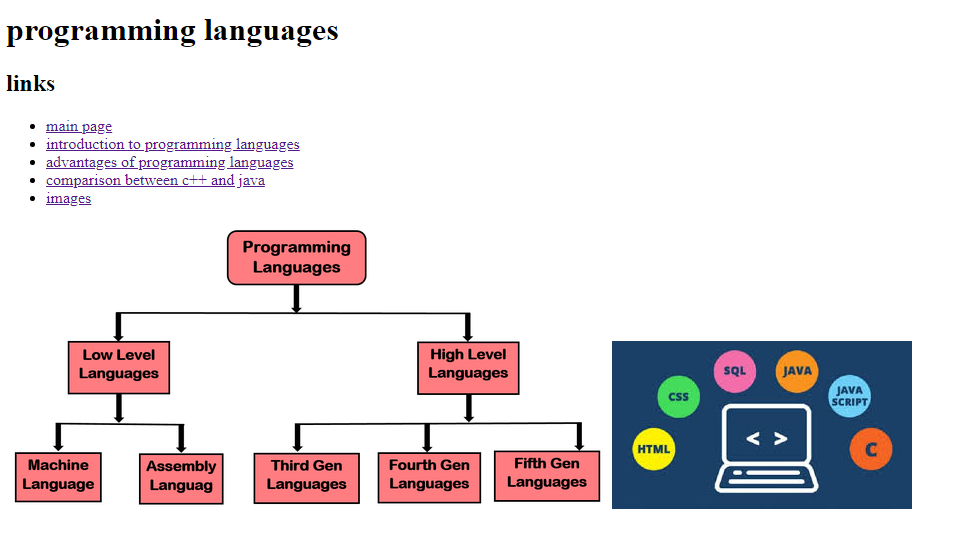 programming languages
links
main page
introduction to programming languages
advantages of programming languages
comparison between c++ and java
images
Programming
Languages
Low Level
Languages
High Level
Languages
Machine
Language
Assembly
Languag
Third Gen
Languages
Fourth Gen
Languages
Fifth Gen
Languages
HTML
CSS
SQL
JAVA
JAVA
SCRIPT
C
< >